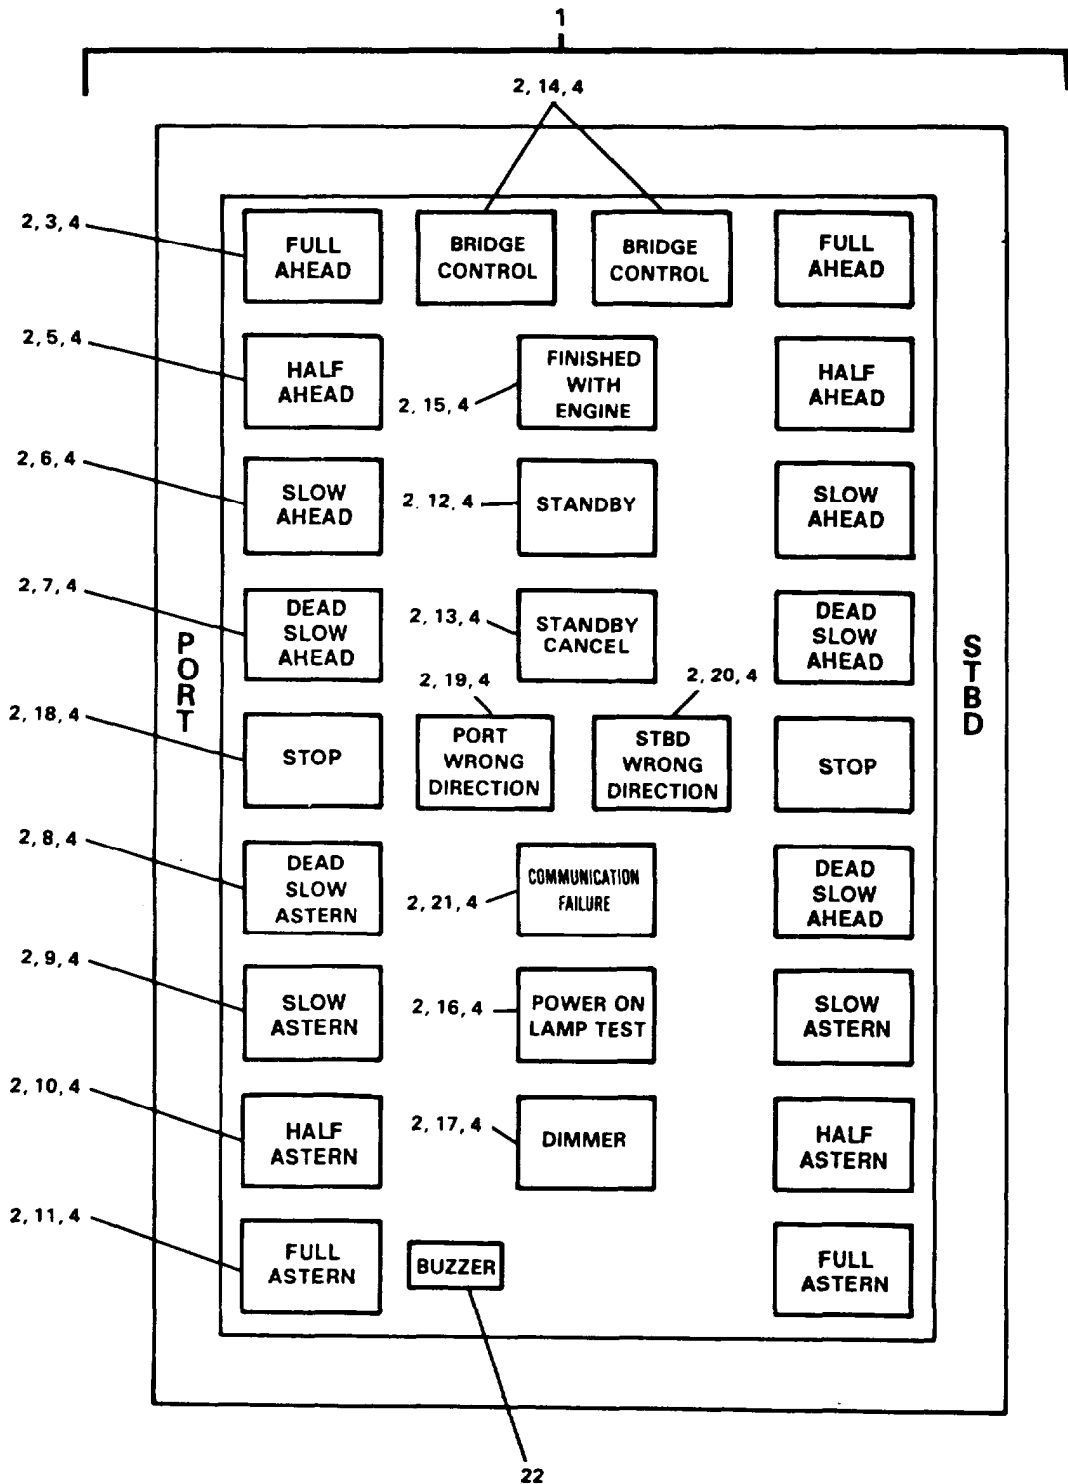 1
2, 14, 4
2, 3, 4
FULL
AHEAD
BRIDGE
CONTROL
BRIDGE
CONTROL
FULL
AHEAD
2, 5, 4
HALF
AHEAD
2, 15, 4
FINISHED
WITH
ENGINE
HALF
AHEAD
2, 6, 4
SLOW
AHEAD
2, 12, 4
STANDBY
SLOW
AHEAD
2, 7, 4
DEAD
SLOW
AHEAD
2, 13, 4
STANDBY
CANCEL
DEAD
SLOW
AHEAD
PORT
STBD
2, 18, 4
STOP
2, 19, 4
PORT
WRONG
DIRECTION
2, 20, 4
STBD
WRONG
DIRECTION
STOP
2, 8, 4
DEAD
SLOW
ASTERN
2, 21, 4
COMMUNICATION
FAILURE
DEAD
SLOW
AHEAD
2, 9, 4
SLOW
ASTERN
2, 16, 4
POWER ON
LAMP TEST
SLOW
ASTERN
2, 10, 4
HALF
ASTERN
2, 17, 4
DIMMER
HALF
ASTERN
2, 11, 4
FULL
ASTERN
BUZZER
FULL
ASTERN
22